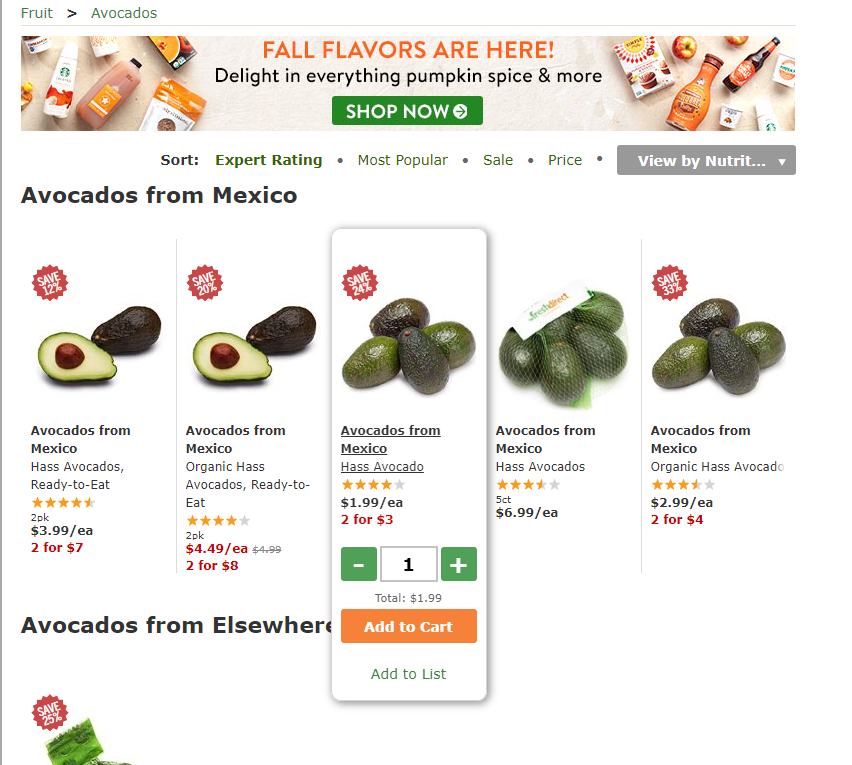 Fruit > Avocados
FALL FLAVORS ARE HERE!
Delight in everything pumpkin spice & more
SHOP NOW
Sort: Expert Rating • Most Popular • Sale • Price • View by Nutrit... ▼
Avocados from Mexico
SAVE
12%
Avocados from
Mexico
Hass Avocados,
Ready-to-Eat
2pk
$3.99/ea
2 for $7
SAVE
20%
Avocados from
Mexico
Organic Hass
Avocados, Ready-to-
Eat
2pk
$4.49/ea $4.99
2 for $8
SAVE
24%
Avocados from
Mexico
Hass Avocado
$1.99/ea
2 for $3
- 1 +
Total: $1.99
Add to Cart
Add to List
freshdirect
Avocados from
Mexico
Hass Avocados
5ct
$6.99/ea
SAVE
33%
Avocados from
Mexico
Organic Hass Avocado
$2.99/ea
2 for $4
Avocados from Elsewhere
SAVE
25%